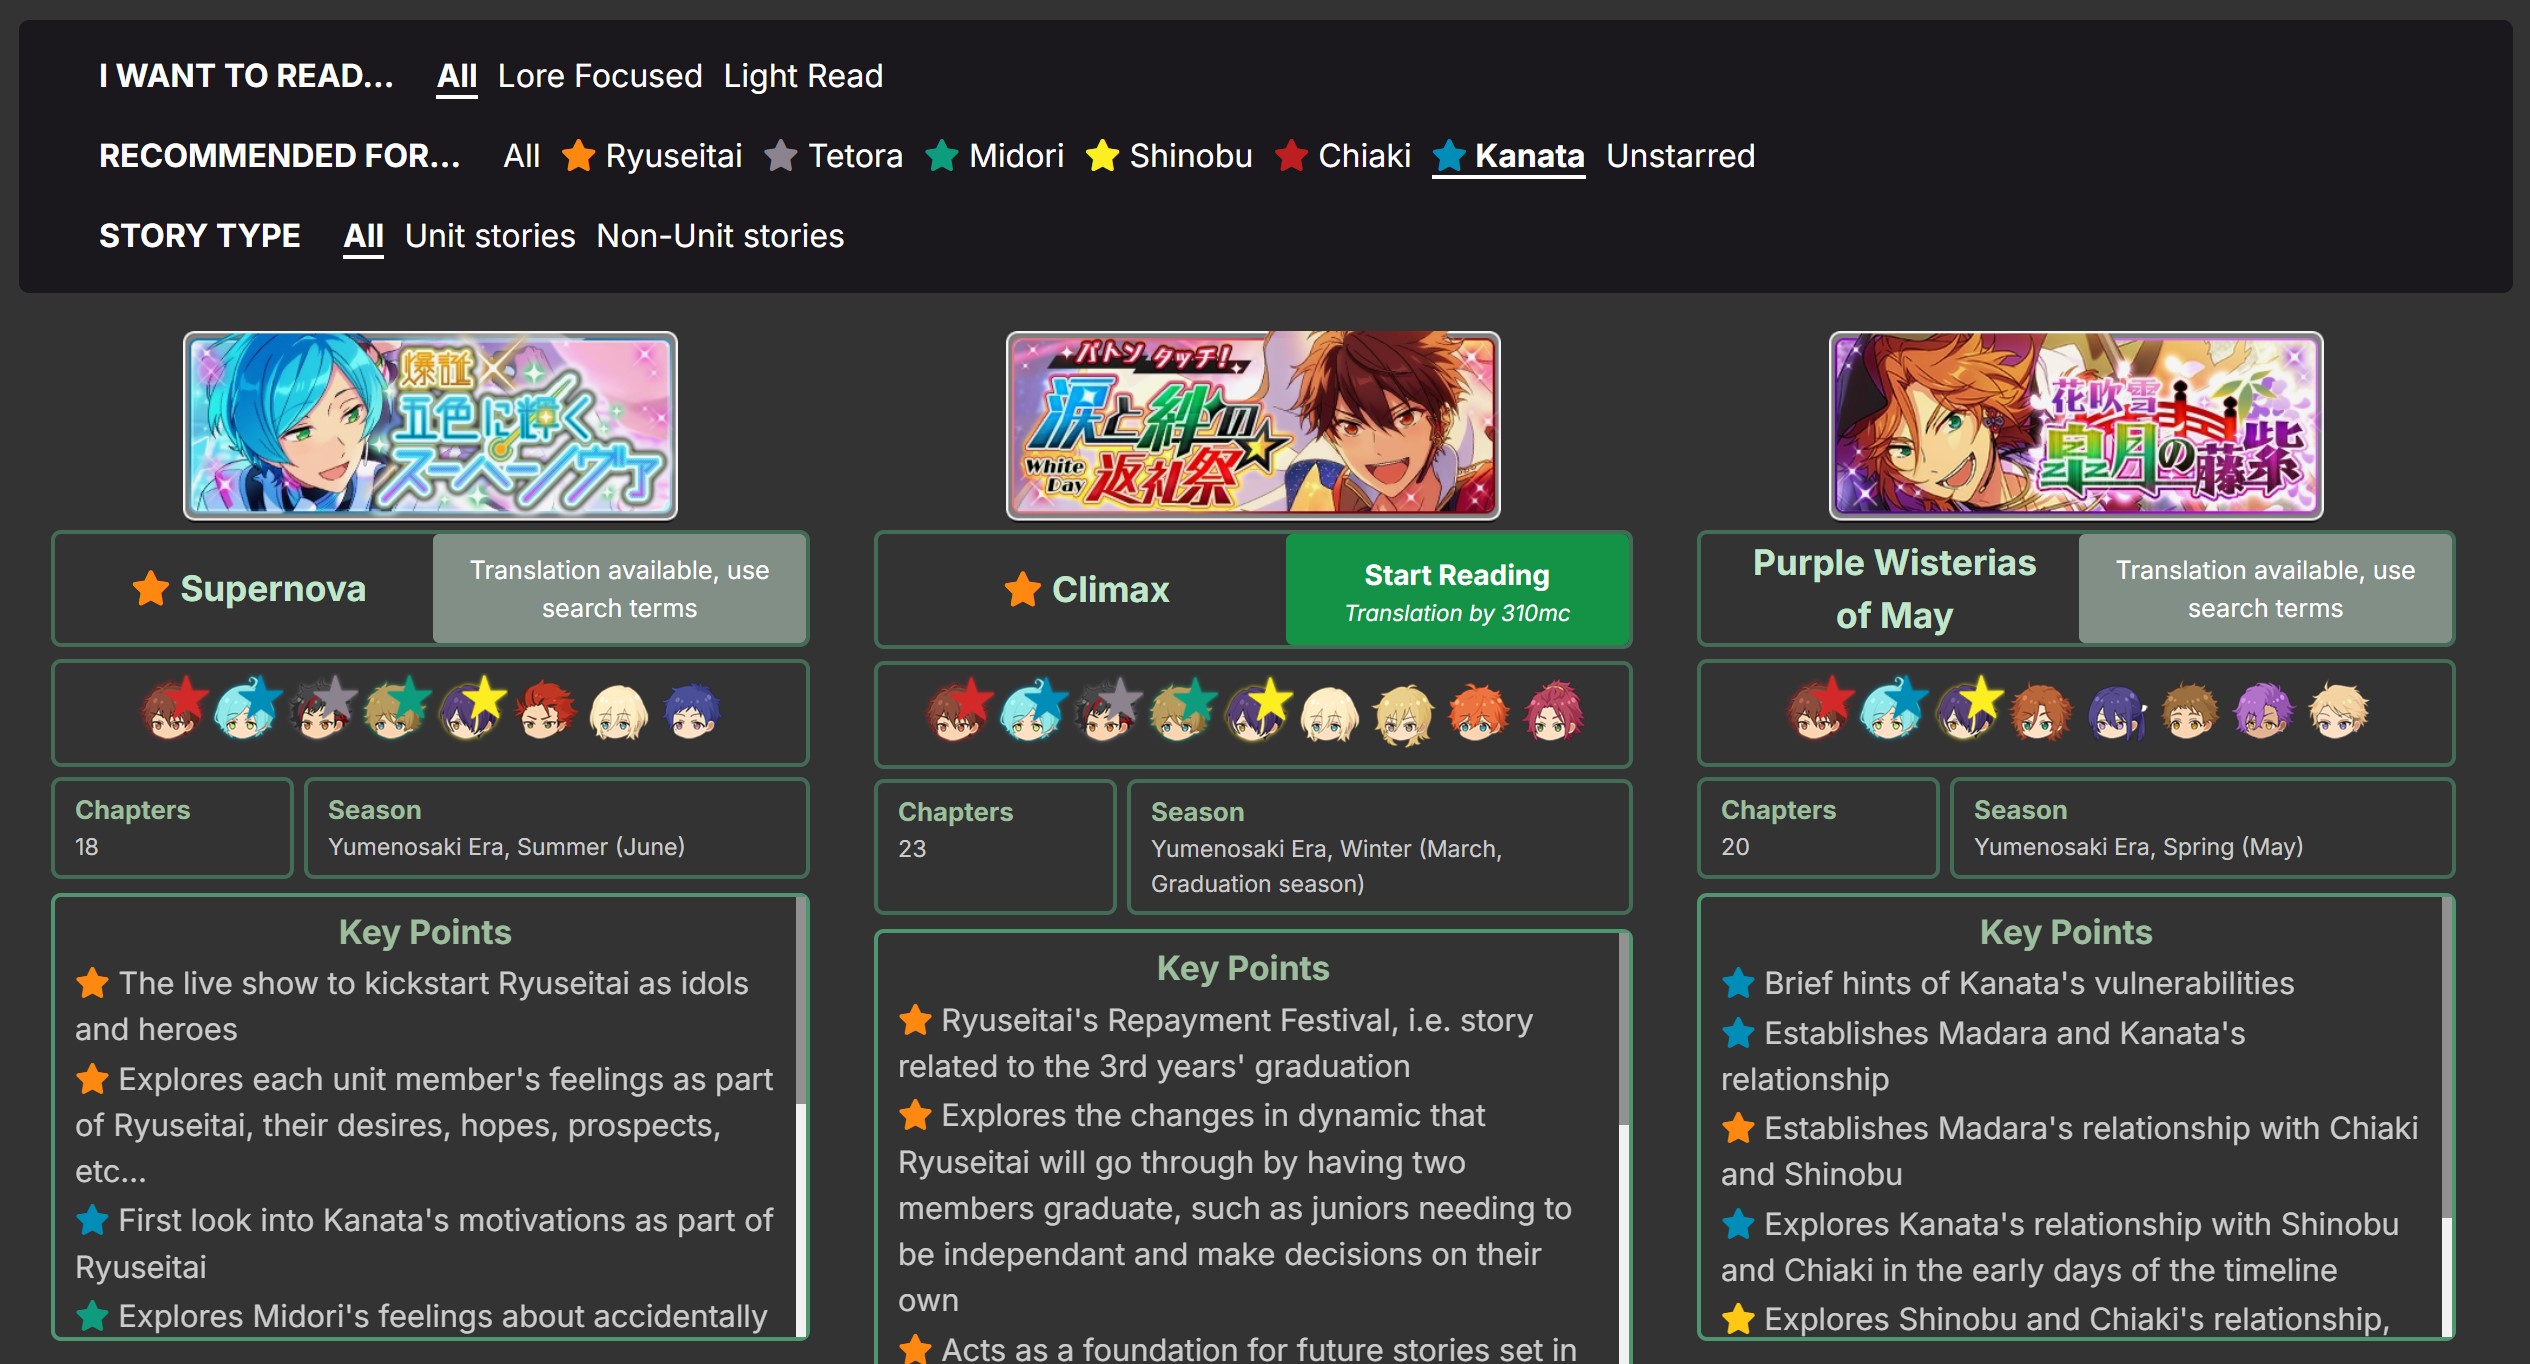 I WANT TO READ... All Lore Focused Light Read
RECOMMENDED FOR... All Ryuseitai Tetora Midori Shinobu Chiaki Kanata Unstarred
STORY TYPE All Unit stories Non-Unit stories
爆誕
五色に輝く
スーパーノヴァ
Supernova
Translation available, use
search terms
Chapters
18
Season
Yumenosaki Era, Summer (June)
Key Points
The live show to kickstart Ryuseitai as idols
and heroes
Explores each unit member's feelings as part
of Ryuseitai, their desires, hopes, prospects,
etc...
First look into Kanata's motivations as part of
Ryuseitai
Explores Midori's feelings about accidentally
バトンタッチ!
涙と絆の
White
Day
返礼祭
Climax
Start Reading
Translation by 310mc
Chapters
23
Season
Yumenosaki Era, Winter (March,
Graduation season)
Key Points
Ryuseitai's Repayment Festival, i.e. story
related to the 3rd years' graduation
Explores the changes in dynamic that
Ryuseitai will go through by having two
members graduate, such as juniors needing to
be independant and make decisions on their
own
Acts as a foundation for future stories set in
花吹雪
皐月の藤紫
Purple Wisterias
of May
Translation available, use
search terms
Chapters
20
Season
Yumenosaki Era, Spring (May)
Key Points
Brief hints of Kanata's vulnerabilities
Establishes Madara and Kanata's
relationship
Establishes Madara's relationship with Chiaki
and Shinobu
Explores Kanata's relationship with Shinobu
and Chiaki in the early days of the timeline
Explores Shinobu and Chiaki's relationship,